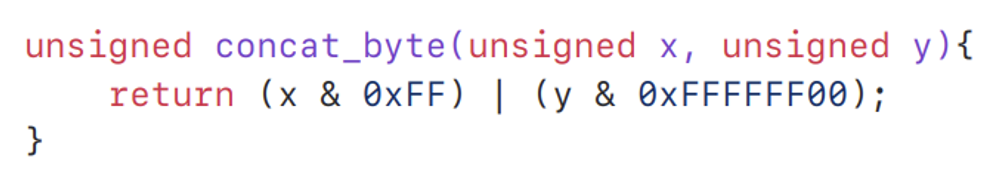 unsigned concat_byte(unsigned x, unsigned y){
    return (x & 0xFF) | (y & 0xFFFFFF00);
}